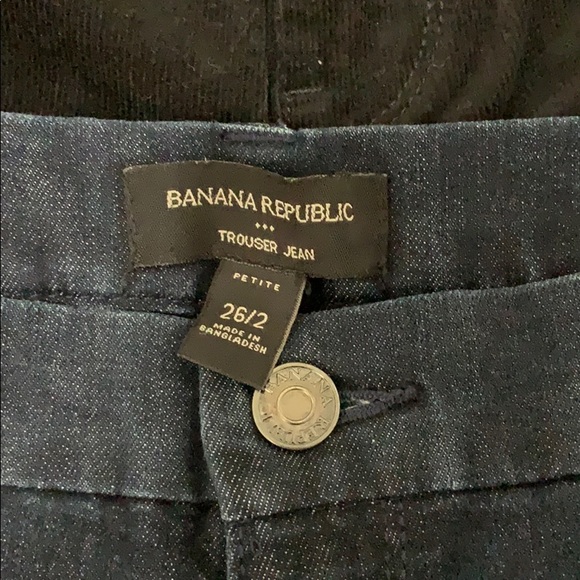 BANANA REPUBLIC
TROUSER JEAN
PETITE
26/2
MADE IN
BANGLADESH
BANANA REPUBLIC